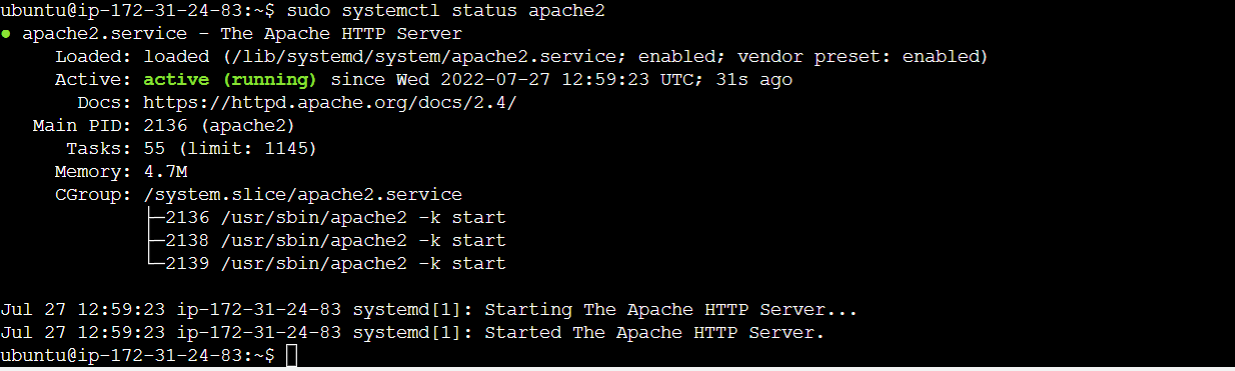 ubuntu@ip-172-31-24-83:~$ sudo systemctl status apache2
● apache2.service - The Apache HTTP Server
     Loaded: loaded (/lib/systemd/system/apache2.service; enabled; vendor preset: enabled)
     Active: active (running) since Wed 2022-07-27 12:59:23 UTC; 31s ago
       Docs: https://httpd.apache.org/docs/2.4/
   Main PID: 2136 (apache2)
      Tasks: 55 (limit: 1145)
     Memory: 4.7M
     CGroup: /system.slice/apache2.service
             ├─2136 /usr/sbin/apache2 -k start
             ├─2138 /usr/sbin/apache2 -k start
             └─2139 /usr/sbin/apache2 -k start

Jul 27 12:59:23 ip-172-31-24-83 systemd[1]: Starting The Apache HTTP Server...
Jul 27 12:59:23 ip-172-31-24-83 systemd[1]: Started The Apache HTTP Server.
ubuntu@ip-172-31-24-83:~$